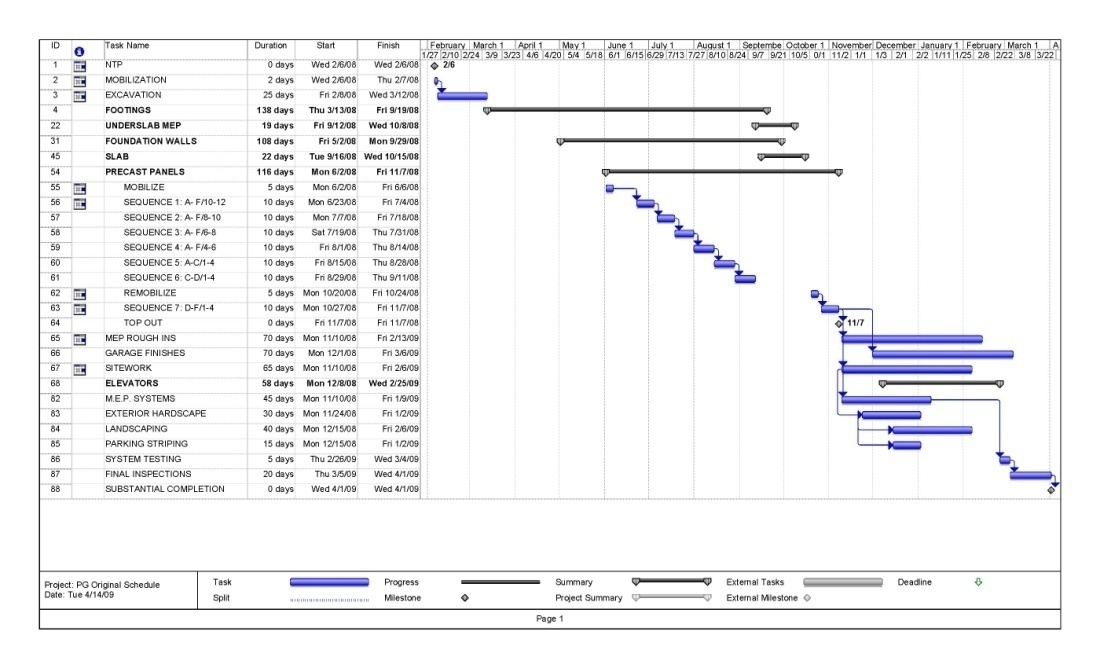 ID Task Name Duration Start Finish February March 1 April 1 May 1 June 1 July 1 August 1 Septembe October 1 November December January 1 February March 1 A
1/27 2/10 2/24 3/9 3/23 4/6 4/20 5/4 5/18 6/1 6/15 6/29 7/13 7/27 8/10 8/24 9/7 9/21 10/5 0/1 11/2 1/1 1/3 2/1 1/11 1/25 2/8 2/22 3/8 3/22
1 NTP 0 days Wed 2/6/08 Wed 2/6/08 2/6
2 MOBILIZATION 2 days Wed 2/6/08 Thu 2/7/08
3 EXCAVATION 25 days Fri 2/8/08 Wed 3/12/08
4 FOOTINGS 138 days Thu 3/13/08 Fri 9/19/08
22 UNDERSLAB MEP 19 days Fri 9/12/08 Wed 10/8/08
31 FOUNDATION WALLS 108 days Fri 5/2/08 Mon 9/29/08
45 SLAB 22 days Tue 9/16/08 Wed 10/15/08
54 PRECAST PANELS 116 days Mon 6/2/08 Fri 11/7/08
55 MOBILIZE 5 days Mon 6/2/08 Fri 6/6/08
56 SEQUENCE 1: A- F/10-12 10 days Mon 6/23/08 Fri 7/4/08
57 SEQUENCE 2: A- F/8-10 10 days Mon 7/7/08 Fri 7/18/08
58 SEQUENCE 3: A- F/6-8 10 days Sat 7/19/08 Thu 7/31/08
59 SEQUENCE 4: A- F/4-6 10 days Fri 8/1/08 Thu 8/14/08
60 SEQUENCE 5: A-C/1-4 10 days Fri 8/15/08 Thu 8/28/08
61 SEQUENCE 6: C-D/1-4 10 days Fri 8/29/08 Thu 9/11/08
62 REMOBILIZE 5 days Mon 10/20/08 Fri 10/24/08
63 SEQUENCE 7: D-F/1-4 10 days Mon 10/27/08 Fri 11/7/08
64 TOP OUT 0 days Fri 11/7/08 Fri 11/7/08 11/7
65 MEP ROUGH INS 70 days Mon 11/10/08 Fri 2/13/09
66 GARAGE FINISHES 70 days Mon 12/1/08 Fri 3/6/09
67 SITEWORK 65 days Mon 11/10/08 Fri 2/6/09
68 ELEVATORS 58 days Mon 12/8/08 Wed 2/25/09
82 M.E.P. SYSTEMS 45 days Mon 11/10/08 Fri 1/9/09
83 EXTERIOR HARDSCAPE 30 days Mon 11/24/08 Fri 1/2/09
84 LANDSCAPING 40 days Mon 12/15/08 Fri 2/6/09
85 PARKING STRIPING 15 days Mon 12/15/08 Fri 1/2/09
86 SYSTEM TESTING 5 days Thu 2/26/09 Wed 3/4/09
87 FINAL INSPECTIONS 20 days Thu 3/5/09 Wed 4/1/09
88 SUBSTANTIAL COMPLETION 0 days Wed 4/1/09 Wed 4/1/09
Project: PG Original Schedule
Date: Tue 4/14/09
Task Progress Summary External Tasks Deadline
Split Milestone Project Summary External Milestone
Page 1